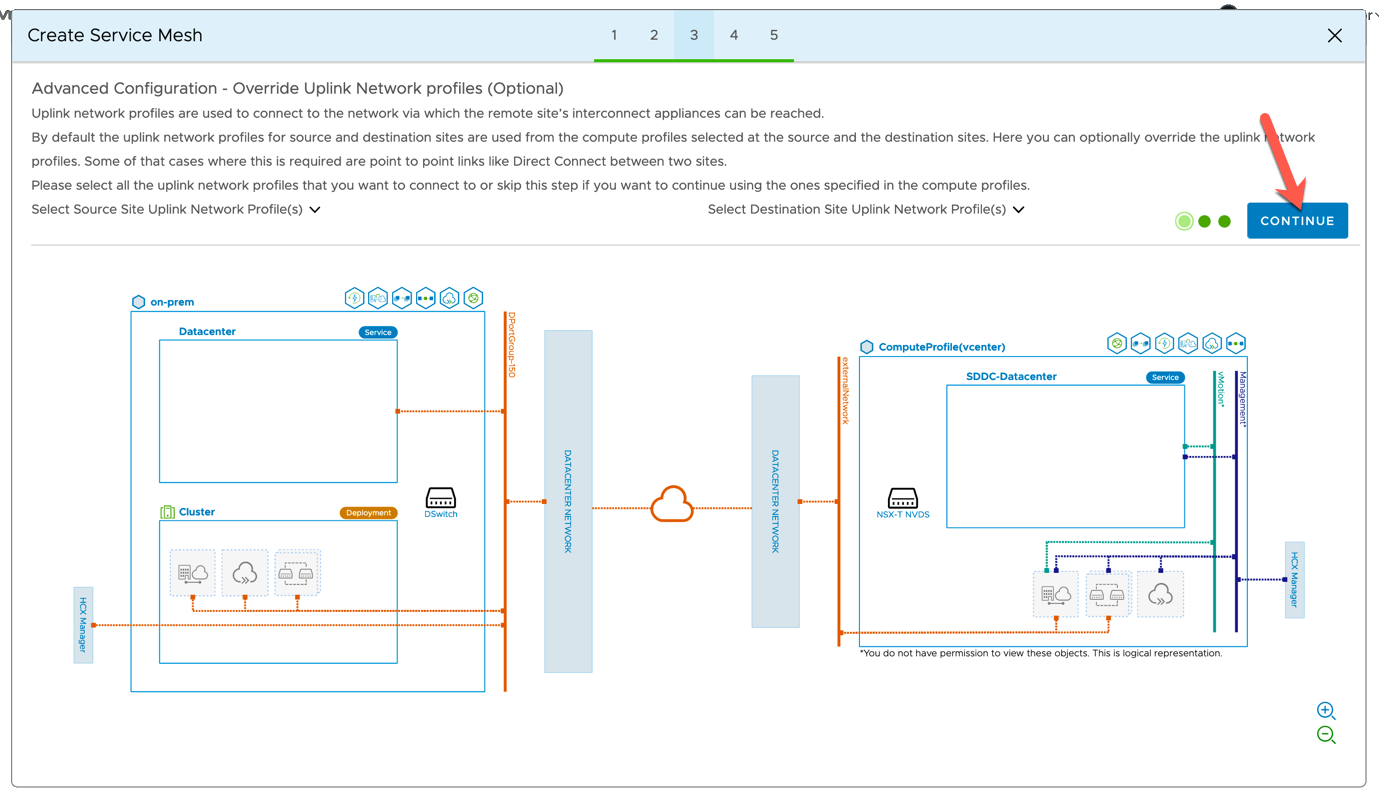 Create Service Mesh
1 2 3 4 5
Advanced Configuration - Override Uplink Network profiles (Optional)
Uplink network profiles are used to connect to the network via which the remote site's interconnect appliances can be reached.
By default the uplink network profiles for source and destination sites are used from the compute profiles selected at the source and the destination sites. Here you can optionally override the uplink network
profiles. Some of that cases where this is required are point to point links like Direct Connect between two sites.
Please select all the uplink network profiles that you want to connect to or skip this step if you want to continue using the ones specified in the compute profiles.
Select Source Site Uplink Network Profile(s)
Select Destination Site Uplink Network Profile(s)
CONTINUE
on-prem
Datacenter
Service
DPortGroup-150
DSwitch
Cluster
Deployment
HCX Manager
DATACENTER NETWORK
DATACENTER NETWORK
externalNetwork
ComputeProfile(vcenter)
SDDC-Datacenter
Service
vMotion*
Management*
NSX-T NVDS
HCX Manager
*You do not have permission to view these objects. This is logical representation.